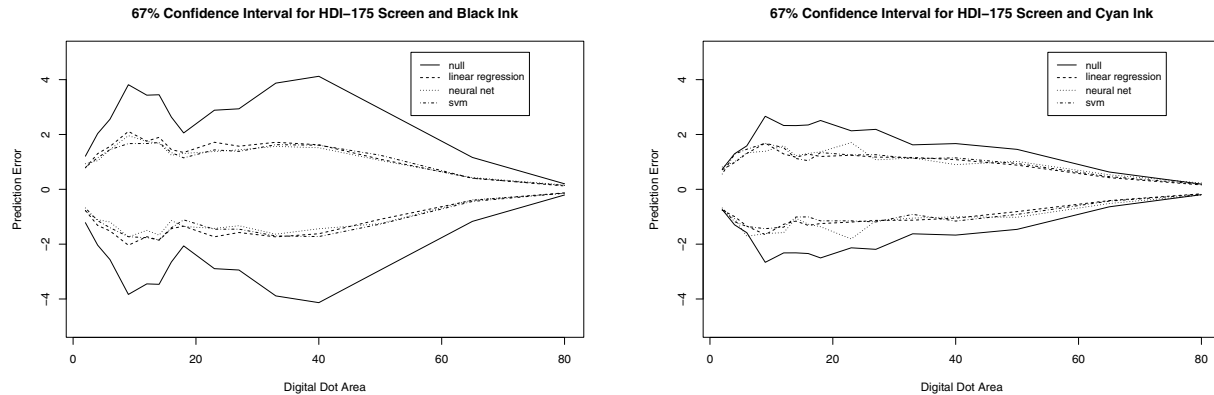 67% Confidence Interval for HDI−175 Screen and Black Ink
null
linear regression
neural net
svm
Prediction Error
4
2
0
−2
−4
0
20
40
60
80
Digital Dot Area
67% Confidence Interval for HDI−175 Screen and Cyan Ink
null
linear regression
neural net
svm
Prediction Error
4
2
0
−2
−4
0
20
40
60
80
Digital Dot Area